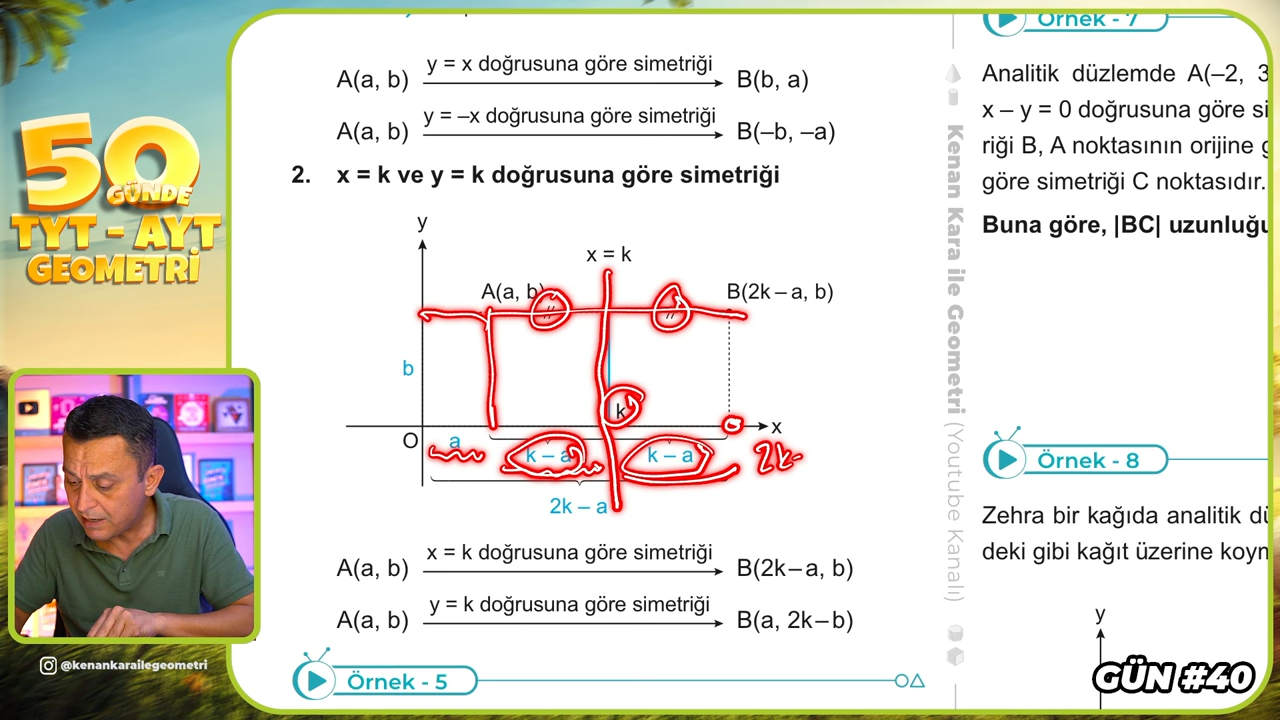 50
GÜNDE
TYT - AYT
GEOMETRİ
@kenankarailegeometri
A(a, b) y = x doğrusuna göre simetriği B(b, a)
A(a, b) y = –x doğrusuna göre simetriği B(–b, –a)
2. x = k ve y = k doğrusuna göre simetriği
y
x = k
A(a, b) B(2k – a, b)
b
k
O x
a k – a k – a 2k-
2k – a
A(a, b) x = k doğrusuna göre simetriği B(2k–a, b)
A(a, b) y = k doğrusuna göre simetriği B(a, 2k–b)
Örnek - 5
Kenan Kara ile Geometri (Youtube Kanalı)
Örnek - 7
Analitik düzlemde A(–2, 3
x – y = 0 doğrusuna göre si
riği B, A noktasının orijine g
göre simetriği C noktasıdır.
Buna göre, |BC| uzunluğu
Örnek - 8
Zehra bir kağıda analitik dü
deki gibi kağıt üzerine koym
y
GÜN #40